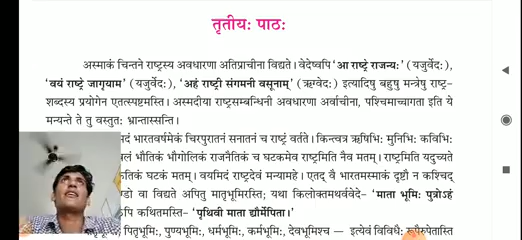 तृतीयः पाठः
अस्माकं चिन्तने राष्ट्रस्य अवधारणा अतिप्राचीना विद्यते। वेदेष्वपि 'आ राष्ट्रं राजन्यः' (यजुर्वेदः),
'वयं राष्ट्रे जागृयाम' (यजुर्वेदः), 'अहं राष्ट्री संगमनी वसूनाम्' (ऋग्वेदः) इत्यादिषु बहुषु मन्त्रेषु राष्ट्र-
शब्दस्य प्रयोगेन एतत्स्पष्टमस्ति। अस्मदीया राष्ट्रसम्बन्धिनी अवधारणा अर्वाचीना, पश्चिमाच्चागता इति ये
मन्यन्ते ते तु वस्तुतः भ्रान्तास्सन्ति।
भारतवर्षमेकं चिरपुरातनं सनातनं च राष्ट्रं वर्तते। किन्त्वत्र ऋषिभिः मुनिभिः कविभिः
भौतिकं भौगोलिकं राजनैतिकं च घटकमेव राष्ट्रमिति नैव मतम्। राष्ट्रमिति यदुच्यते
घटकं मतम्। वयमिदं राष्ट्रदेवं मन्यामहे। एतद् वै भारतमस्माकं दृष्टौ न कश्चिद्
वा विद्यते अपितु मातृभूमिरस्ति; यथा किलोक्तमथर्ववेदे- 'माता भूमिः पुत्रोऽहं
कथितमस्ति- 'पृथिवी माता द्यौर्मेपिता।'
पितृभूमिः, पुण्यभूमिः, धर्मभूमिः, कर्मभूमिः, देवभूमिश्च — इत्येवं विविधैः